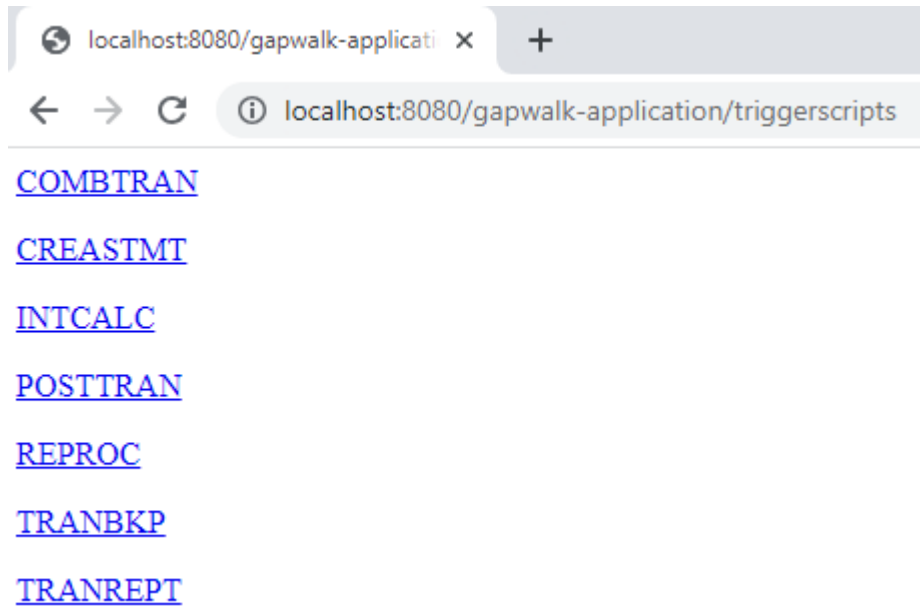 localhost:8080/gapwalk-applicati
localhost:8080/gapwalk-application/triggerscripts
COMBTRAN
CREASTMT
INTCALC
POSTTRAN
REPROC
TRANBKP
TRANREPT